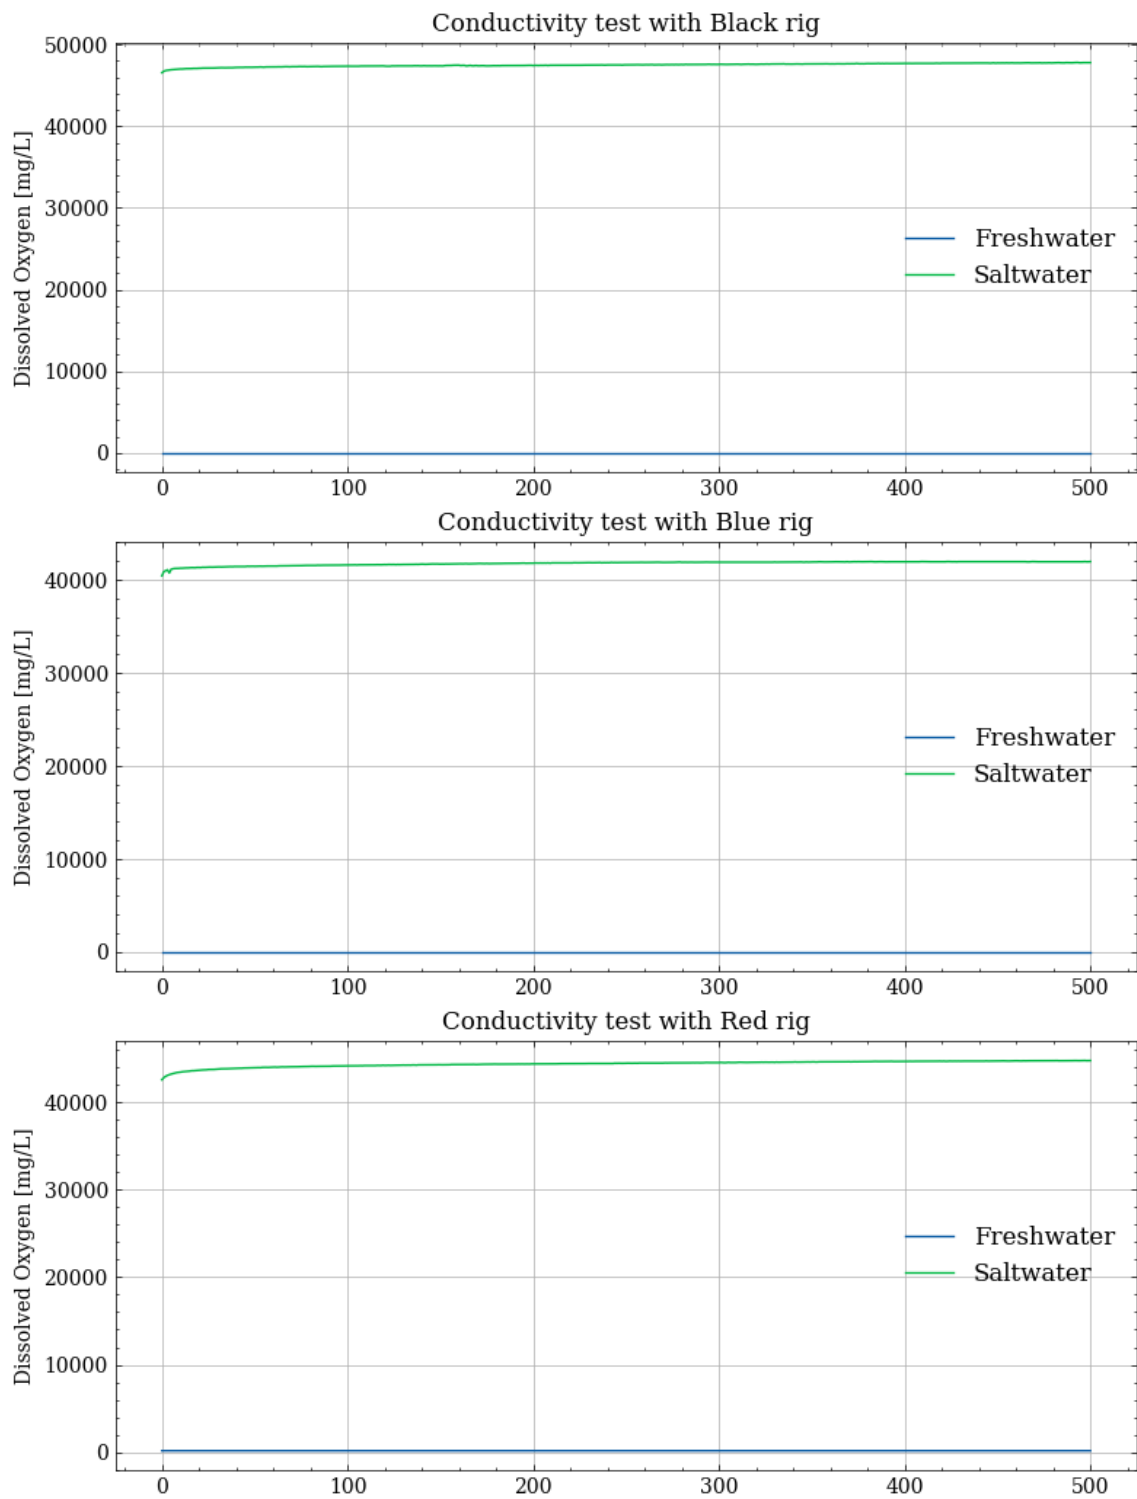 Conductivity test with Black rig
50000
40000
30000
20000
10000
0
Dissolved Oxygen [mg/L]
Freshwater
Saltwater
0 100 200 300 400 500
Conductivity test with Blue rig
40000
30000
20000
10000
0
Dissolved Oxygen [mg/L]
Freshwater
Saltwater
0 100 200 300 400 500
Conductivity test with Red rig
40000
30000
20000
10000
0
Dissolved Oxygen [mg/L]
Freshwater
Saltwater
0 100 200 300 400 500